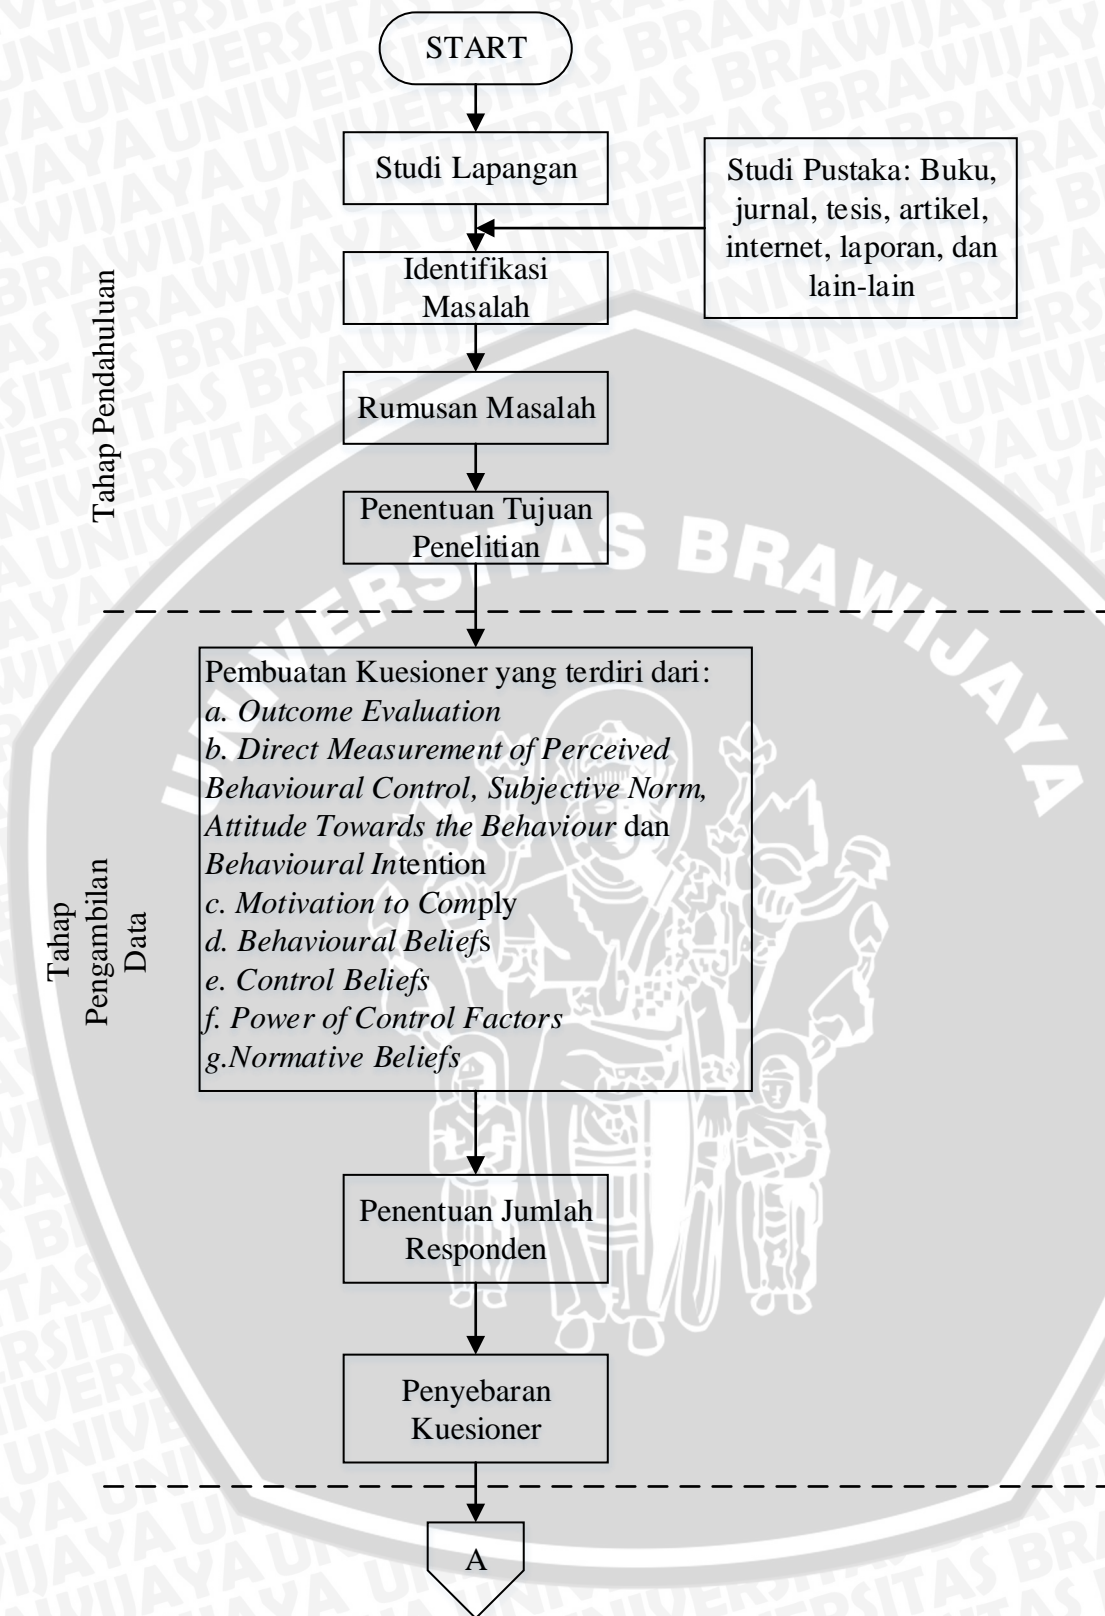 START
Studi Lapangan
Studi Pustaka: Buku,
jurnal, tesis, artikel,
internet, laporan, dan
lain-lain
Identifikasi
Masalah
Rumusan Masalah
Penentuan Tujuan
Penelitian
Tahap Pendahuluan
UNIVERSITAS BRAWIJAYA
Pembuatan Kuesioner yang terdiri dari:
a. Outcome Evaluation
b. Direct Measurement of Perceived
Behavioural Control, Subjective Norm,
Attitude Towards the Behaviour dan
Behavioural Intention
c. Motivation to Comply
d. Behavioural Beliefs
e. Control Beliefs
f. Power of Control Factors
g.Normative Beliefs
Tahap
Pengambilan
Data
Penentuan Jumlah
Responden
Penyebaran
Kuesioner
A